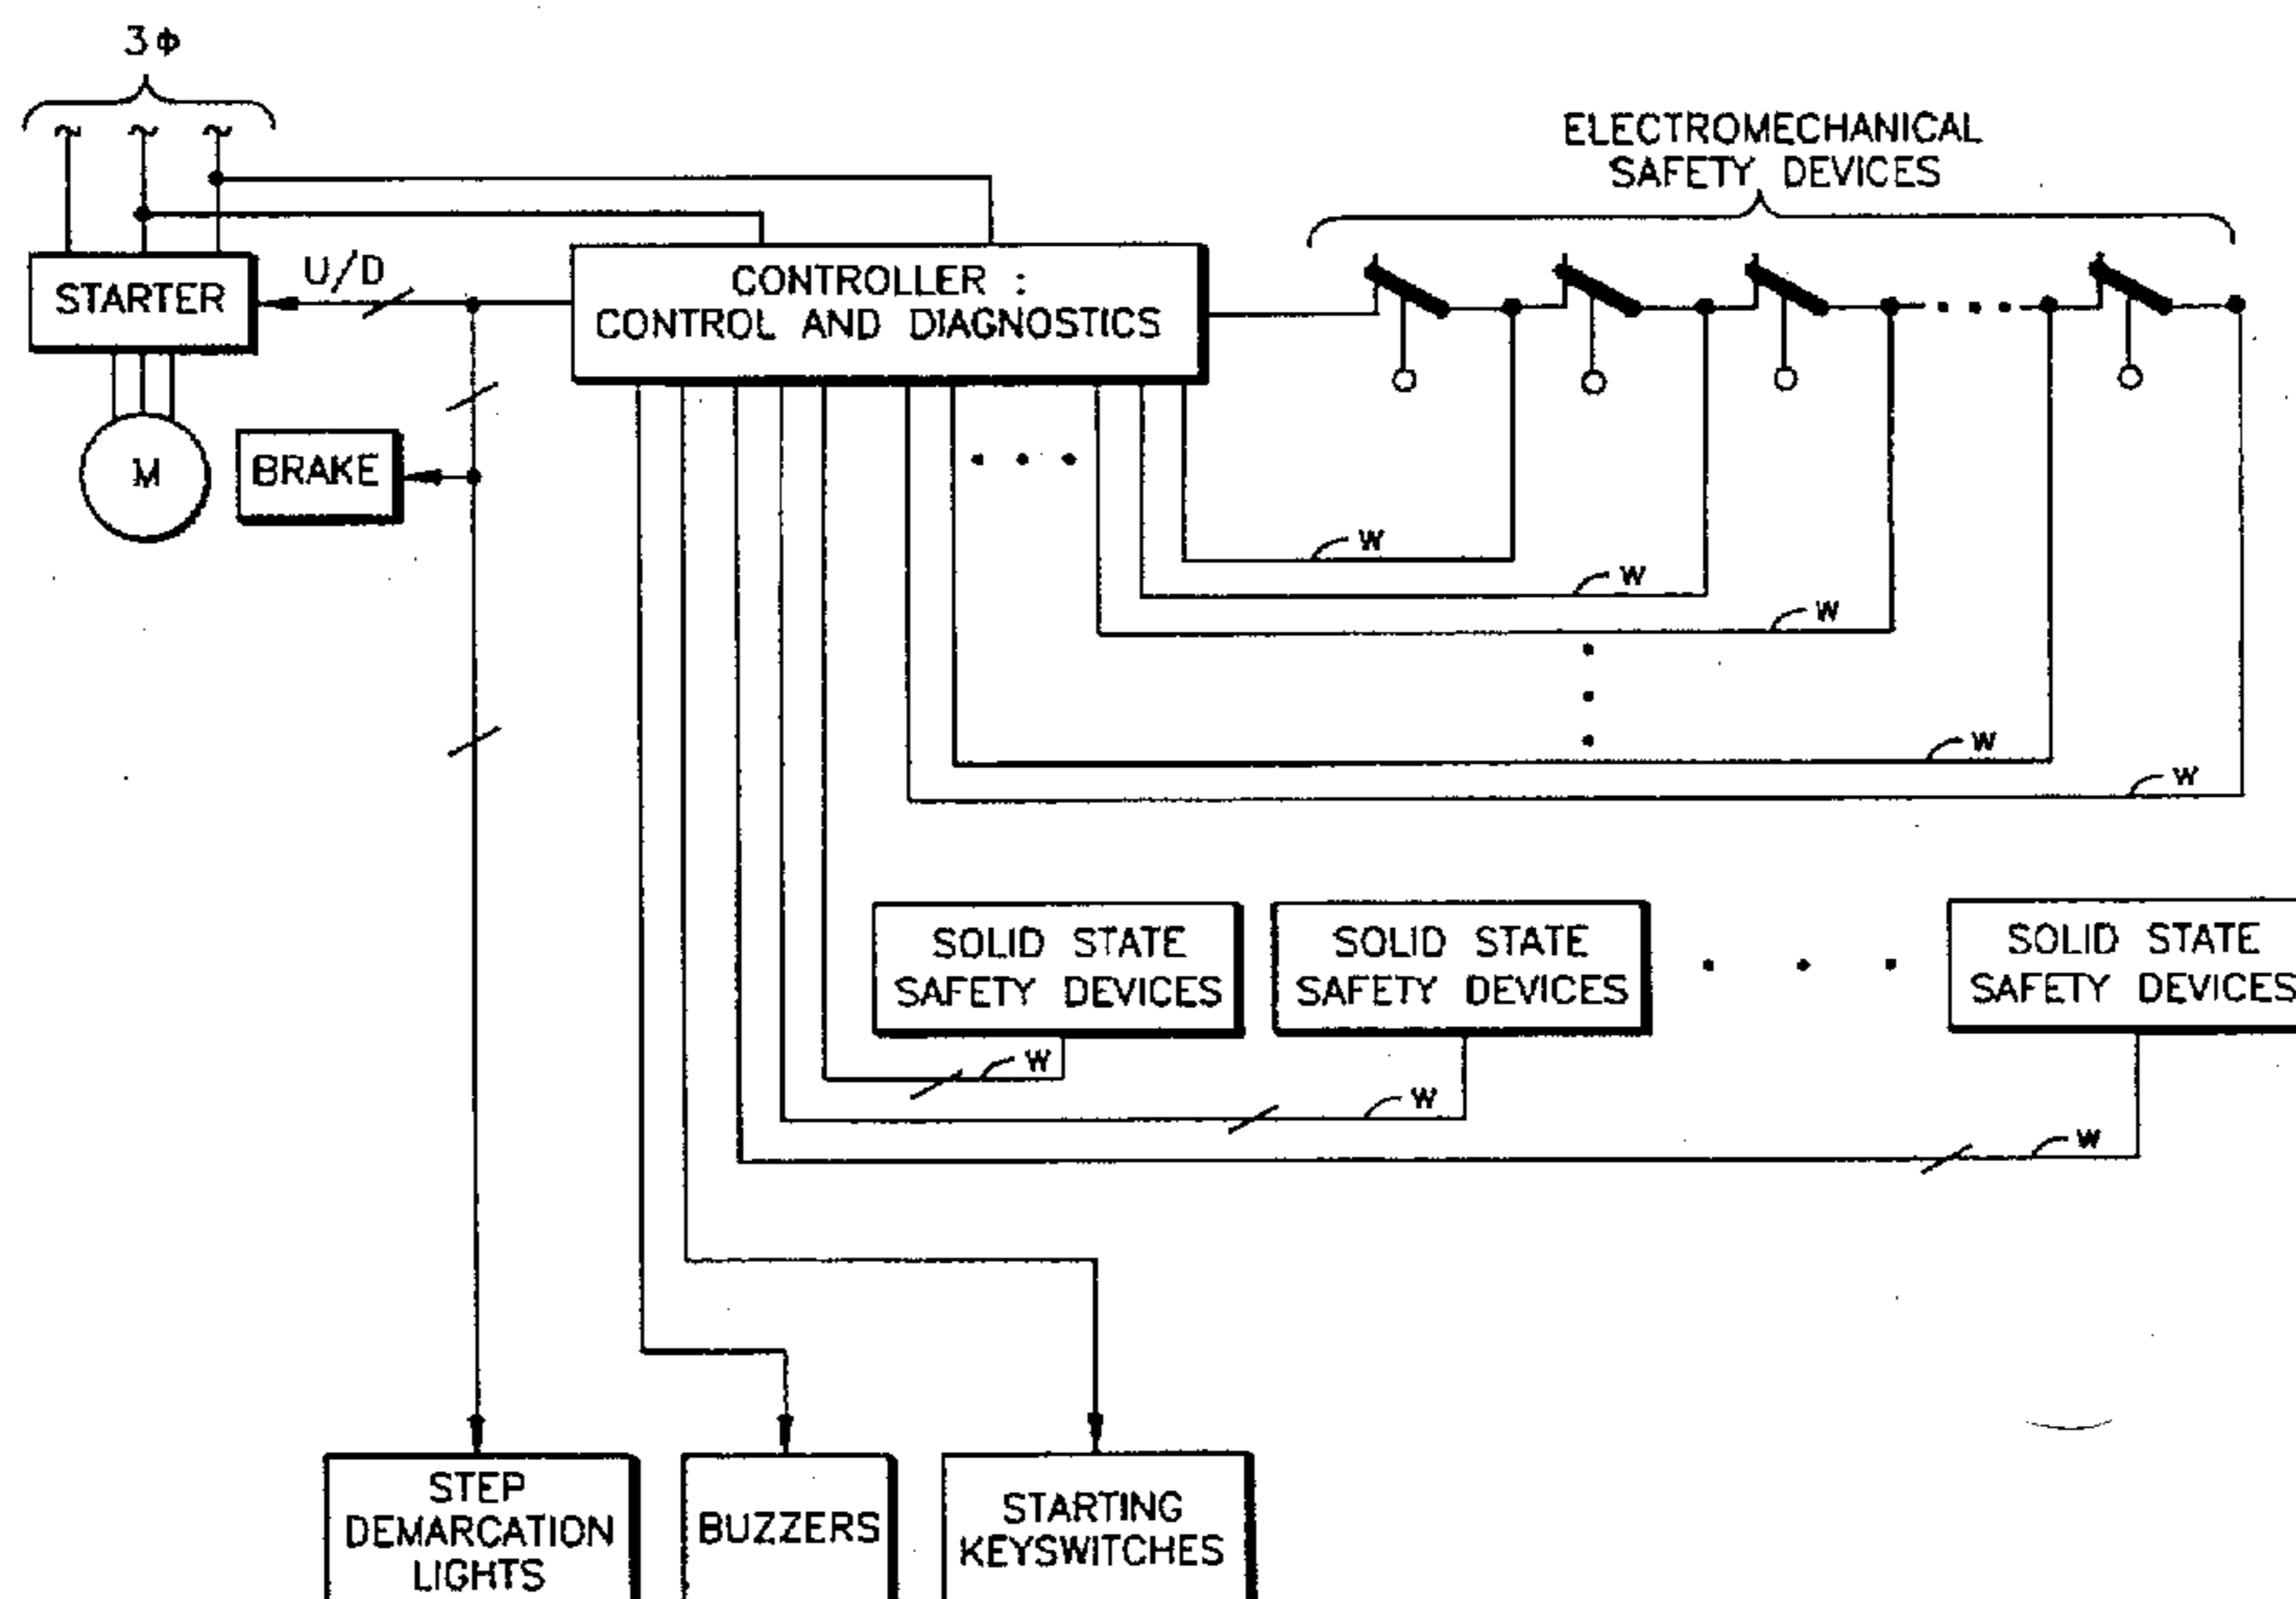 3Φ
ELECTROMECHANICAL
SAFETY DEVICES
STARTER
U/D
CONTROLLER :
CONTROL AND DIAGNOSTICS
M
BRAKE
W
W
W
W
W
SOLID STATE
SAFETY DEVICES
SOLID STATE
SAFETY DEVICES
SOLID STATE
SAFETY DEVICES
W
W
W
STEP
DEMARCATION
LIGHTS
BUZZERS
STARTING
KEYSWITCHES